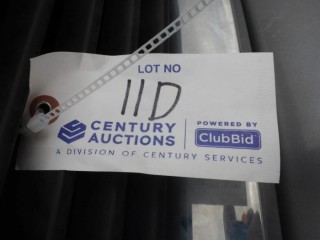 LOT NO
11D
CENTURY AUCTIONS
POWERED BY
ClubBid
A DIVISION OF CENTURY SERVICES